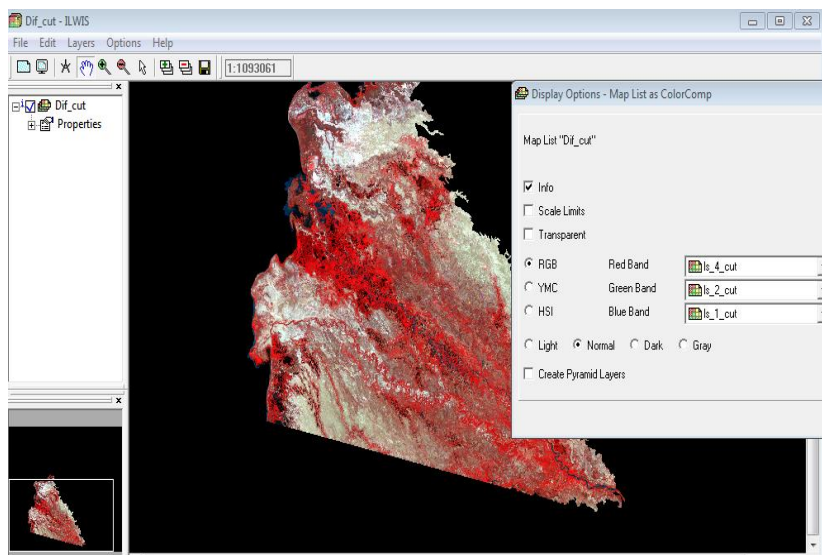 Dif_cut - ILWIS
File Edit Layers Options Help
1:1093061
Dif_cut
Properties
Display Options - Map List as ColorComp
Map List "Dif_cut"
Info
Scale Limits
Transparent
RGB Red Band ls_4_cut
YMC Green Band ls_2_cut
HSI Blue Band ls_1_cut
Light Normal Dark Gray
Create Pyramid Layers